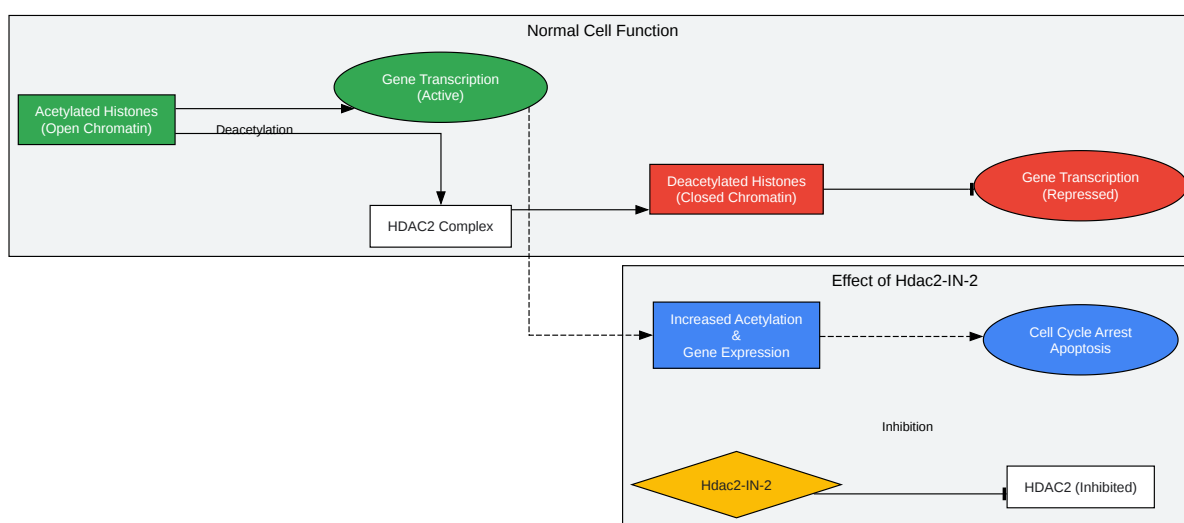 Normal Cell Function
Gene Transcription
(Active)
Acetylated Histones
(Open Chromatin)
Deacetylation
Deacetylated Histones
(Closed Chromatin)
Gene Transcription
(Repressed)
HDAC2 Complex
Effect of Hdac2-IN-2
Increased Acetylation
&
Gene Expression
Cell Cycle Arrest
Apoptosis
Inhibition
Hdac2-IN-2
HDAC2 (Inhibited)